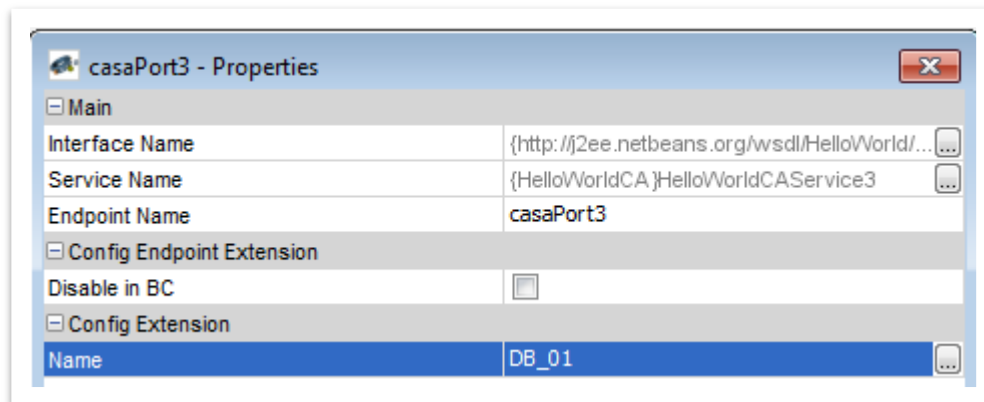 casaPort3 - Properties
Main
Interface Name {http://j2ee.netbeans.org/wsdl/HelloWorld/... ...
Service Name {HelloWorldCA}HelloWorldCAService3 ...
Endpoint Name casaPort3
Config Endpoint Extension
Disable in BC
Config Extension
Name DB_01 ...